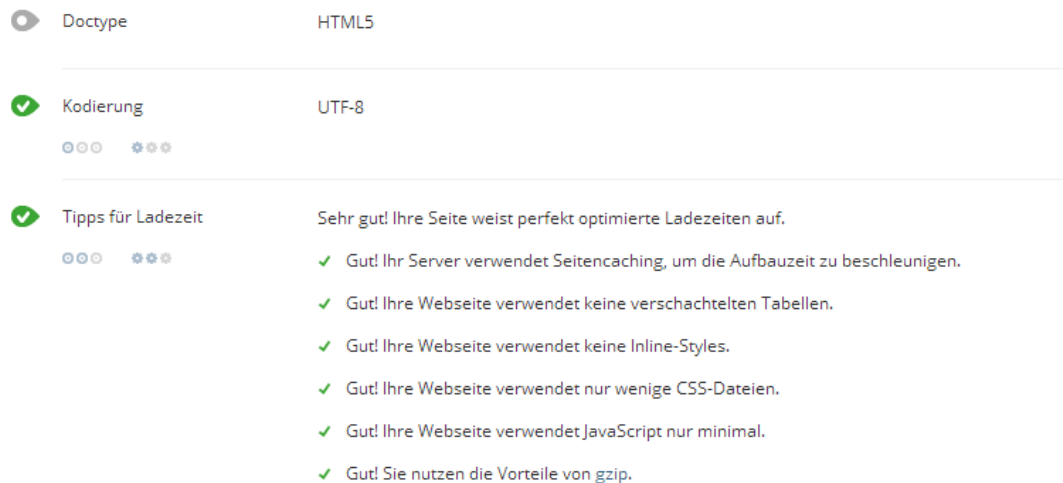 Doctype HTML5
Kodierung UTF-8
Tipps für Ladezeit Sehr gut! Ihre Seite weist perfekt optimierte Ladezeiten auf.
Gut! Ihr Server verwendet Seitencaching, um die Aufbauzeit zu beschleunigen.
Gut! Ihre Webseite verwendet keine verschachtelten Tabellen.
Gut! Ihre Webseite verwendet keine Inline-Styles.
Gut! Ihre Webseite verwendet nur wenige CSS-Dateien.
Gut! Ihre Webseite verwendet JavaScript nur minimal.
Gut! Sie nutzen die Vorteile von gzip.